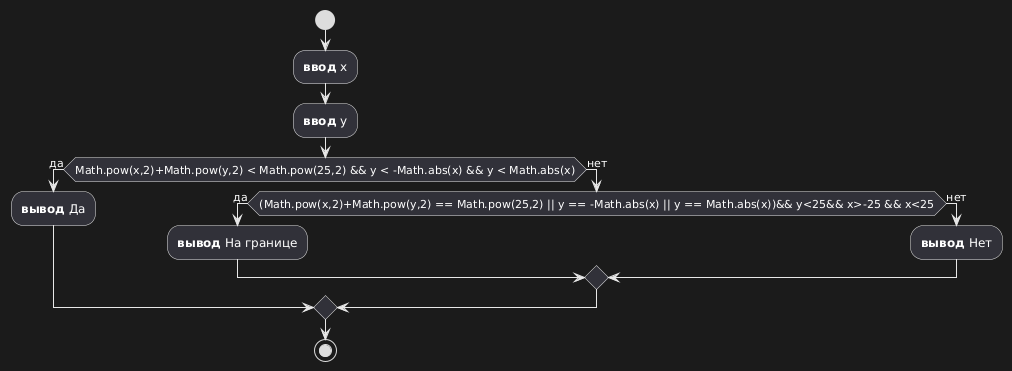 ввод x
ввод y
да
Math.pow(x,2)+Math.pow(y,2) < Math.pow(25,2) && y < -Math.abs(x) && y < Math.abs(x)
нет
вывод Да
да
(Math.pow(x,2)+Math.pow(y,2) == Math.pow(25,2) || y == -Math.abs(x) || y == Math.abs(x))&& y<25&& x>-25 && x<25
нет
вывод На границе
вывод Нет